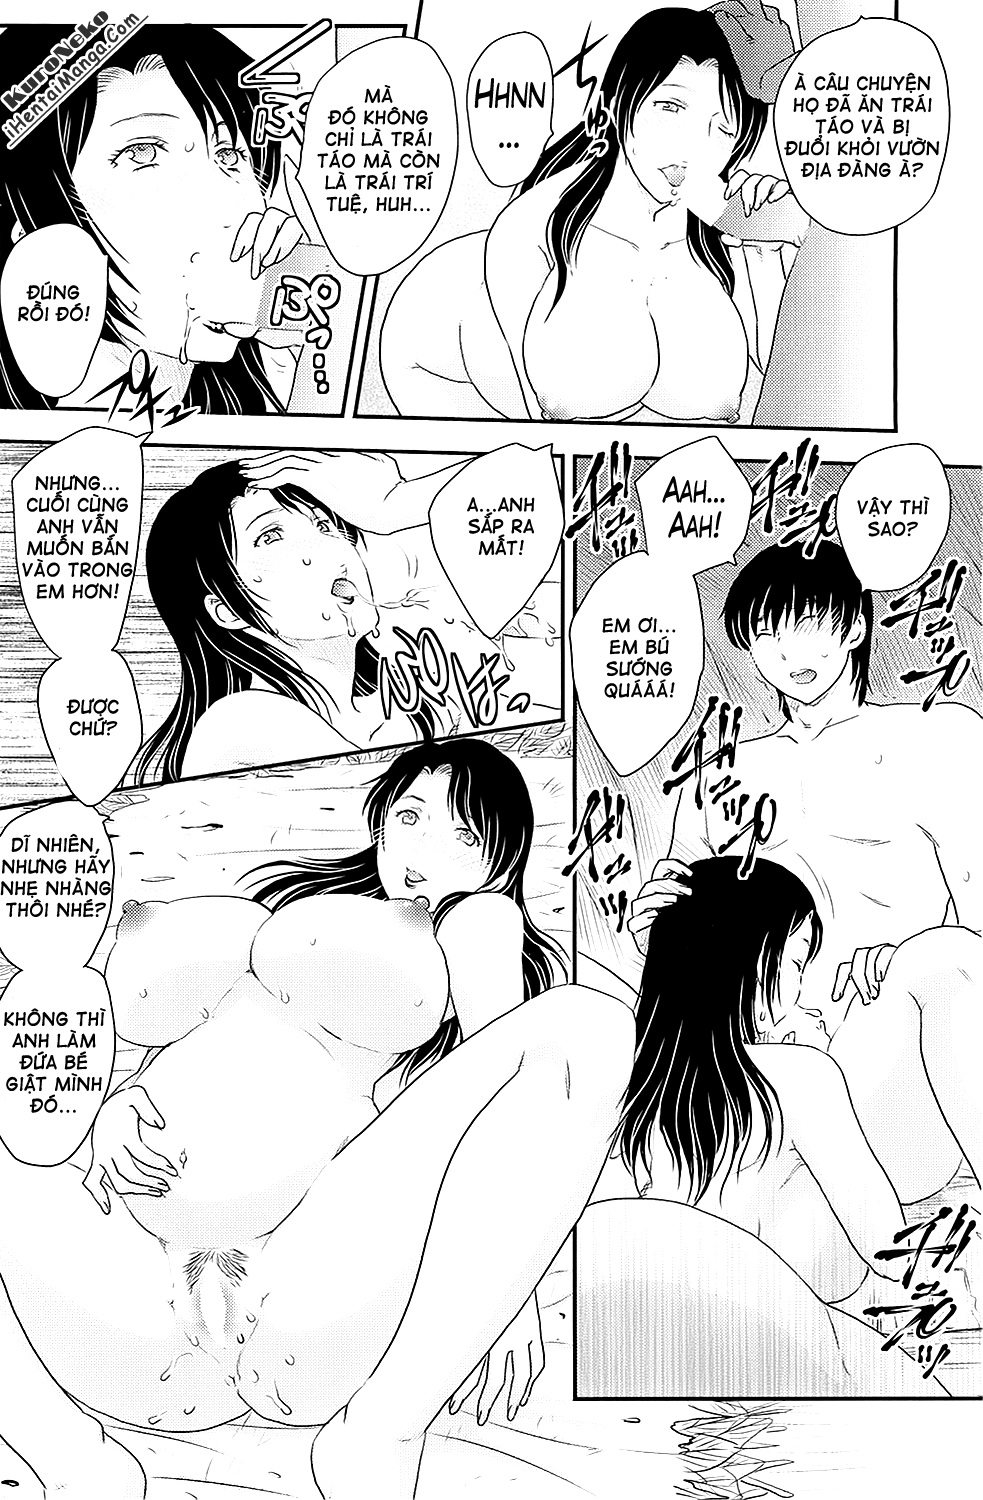 KuroNeko
iHentaiManga.Com
À CÂU CHUYỆN
HỌ ĐÃ ĂN TRÁI
TÁO VÀ BỊ
ĐUỔI KHỎI VƯỜN
ĐỊA ĐÀNG À?
HHNN
...
MÀ
ĐÓ KHÔNG
CHỈ LÀ TRÁI
TÁO MÀ CÒN
LÀ TRÁI TRÍ
TUỆ, HUH...
ĐÚNG
RỒI ĐÓ!
VẬY THÌ
SAO?
AAH...
AAH!
EM ƠI...
EM BÚ
SƯỚNG
QUÁÁÁ!
A...ANH
SẮP RA
MẤT!
NHƯNG...
CUỐI CÙNG
ANH VẪN
MUỐN BẮN
VÀO TRONG
EM HƠN!
ĐƯỢC
CHỨ?
DĨ NHIÊN,
NHƯNG HÃY
NHẸ NHÀNG
THÔI NHÉ?
KHÔNG THÌ
ANH LÀM
ĐỨA BÉ
GIẬT MÌNH
ĐÓ...